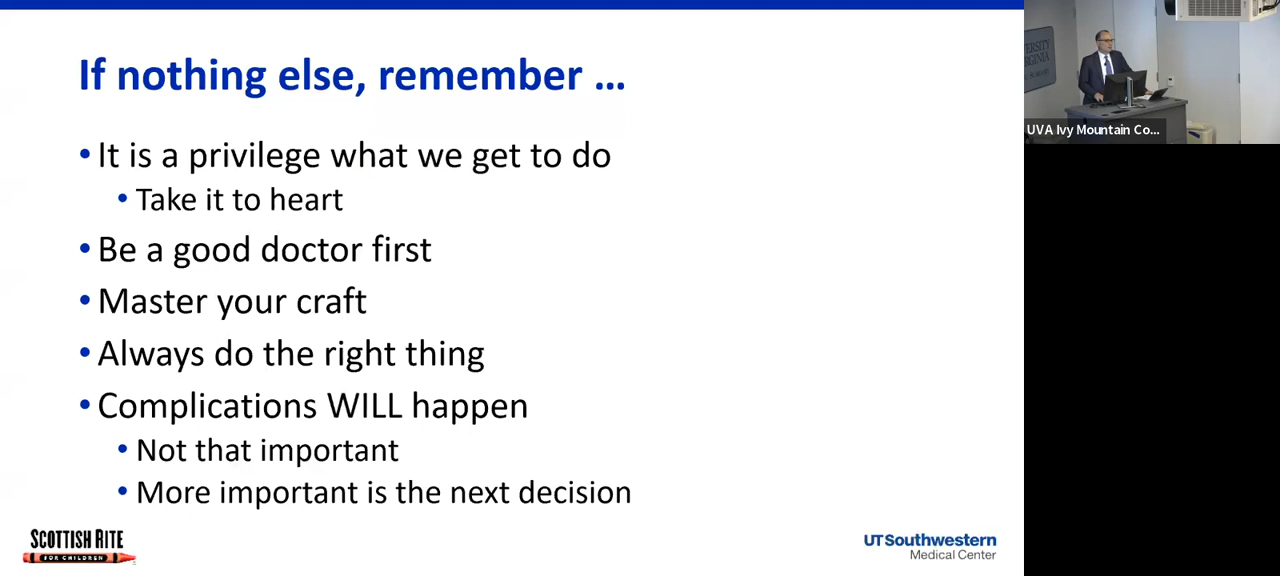 If nothing else, remember ...
• It is a privilege what we get to do
• Take it to heart
• Be a good doctor first
• Master your craft
• Always do the right thing
• Complications WILL happen
• Not that important
• More important is the next decision
SCOTTISH RITE
FOR CHILDREN
UT Southwestern
Medical Center
UVA Ivy Mountain Co...